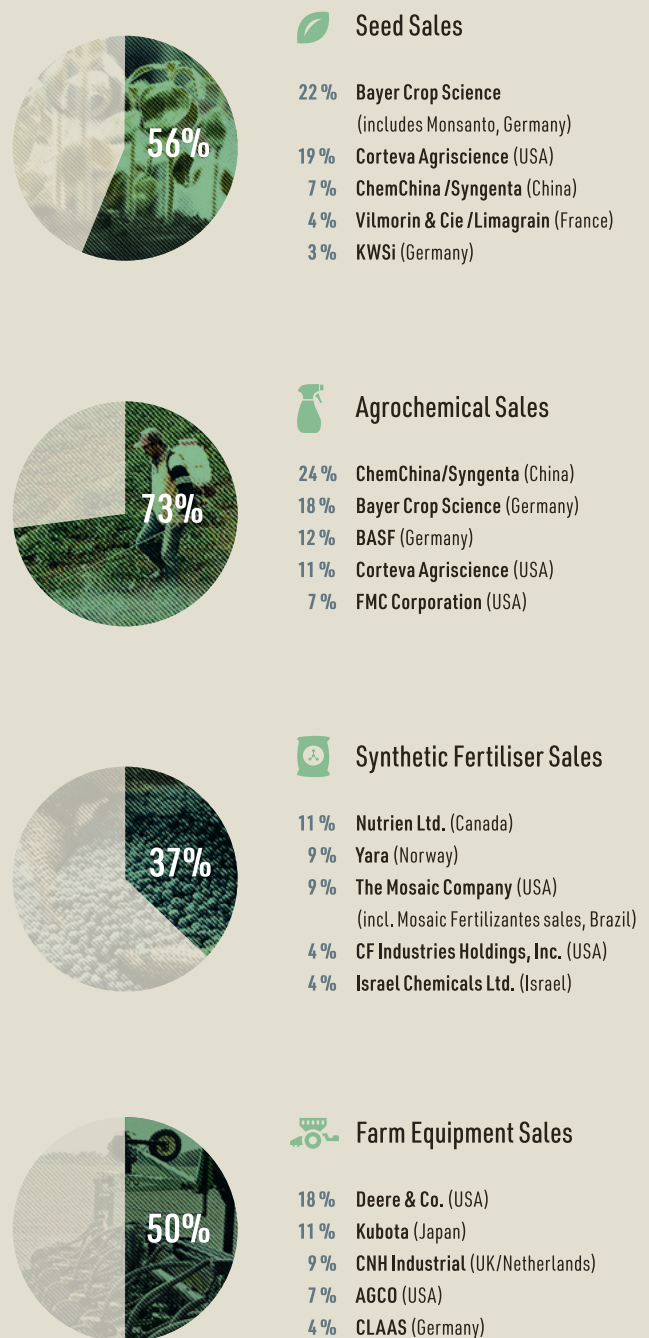 Seed Sales
56%
22 % Bayer Crop Science
(includes Monsanto, Germany)
19 % Corteva Agriscience (USA)
7 % ChemChina /Syngenta (China)
4 % Vilmorin & Cie /Limagrain (France)
3 % KWSi (Germany)
Agrochemical Sales
73%
24 % ChemChina/Syngenta (China)
18 % Bayer Crop Science (Germany)
12 % BASF (Germany)
11 % Corteva Agriscience (USA)
7 % FMC Corporation (USA)
Synthetic Fertiliser Sales
37%
11 % Nutrien Ltd. (Canada)
9 % Yara (Norway)
9 % The Mosaic Company (USA)
(incl. Mosaic Fertilizantes sales, Brazil)
4 % CF Industries Holdings, Inc. (USA)
4 % Israel Chemicals Ltd. (Israel)
Farm Equipment Sales
50%
18 % Deere & Co. (USA)
11 % Kubota (Japan)
9 % CNH Industrial (UK/Netherlands)
7 % AGCO (USA)
4 % CLAAS (Germany)